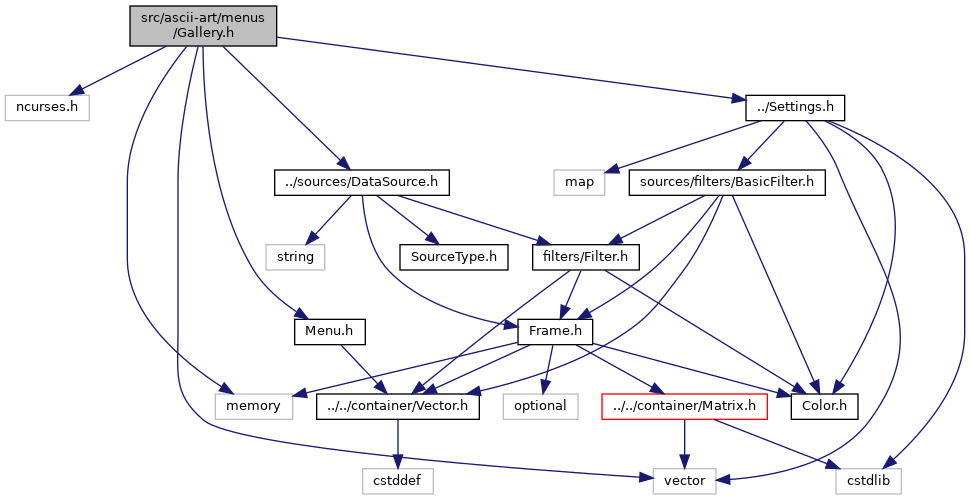 src/ascii-art/menus
/Gallery.h
ncurses.h
../Settings.h
../sources/DataSource.h
map
sources/filters/BasicFilter.h
string
SourceType.h
filters/Filter.h
Menu.h
Frame.h
memory
../../container/Vector.h
optional
../../container/Matrix.h
Color.h
cstddef
vector
cstdlib